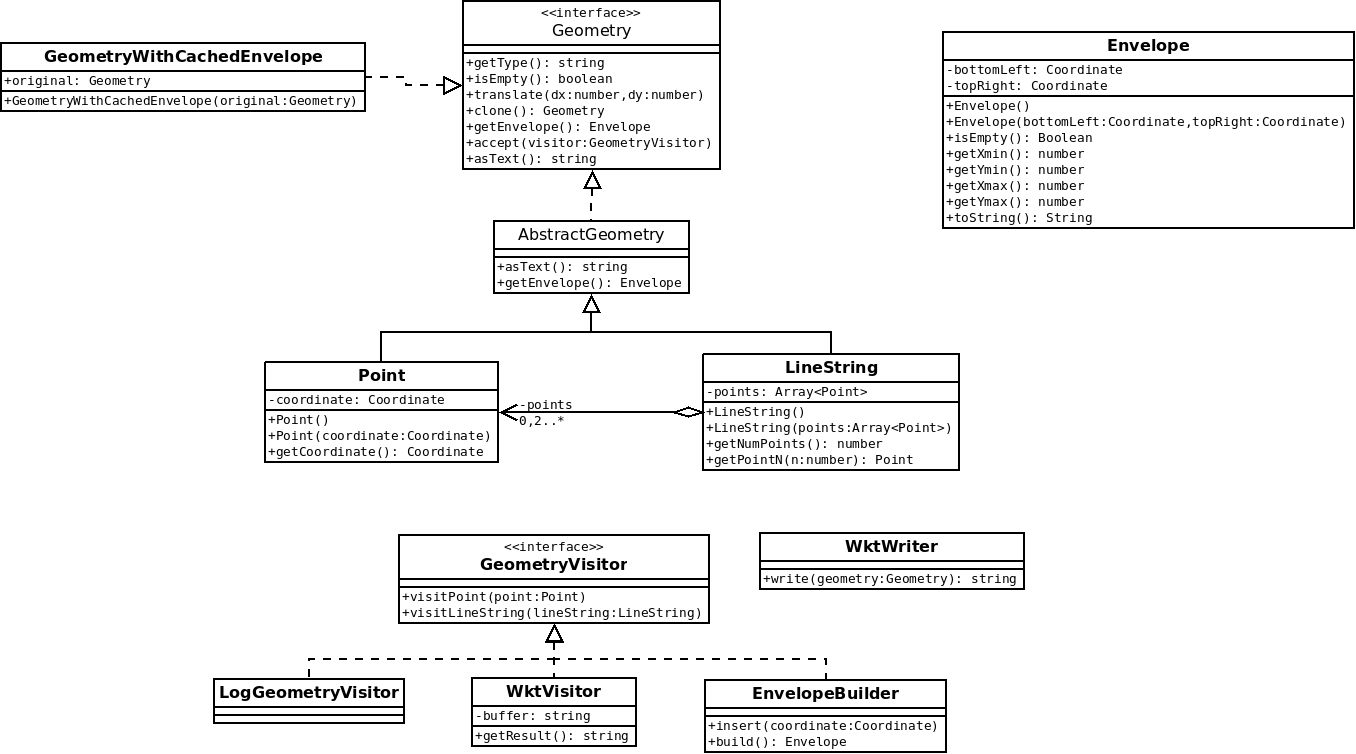 <<interface>>
Geometry
+getType(): string
+isEmpty(): boolean
+translate(dx:number,dy:number)
+clone(): Geometry
+getEnvelope(): Envelope
+accept(visitor:GeometryVisitor)
+asText(): string
GeometryWithCachedEnvelope
+original: Geometry
+GeometryWithCachedEnvelope(original:Geometry)
Envelope
-bottomLeft: Coordinate
-topRight: Coordinate
+Envelope()
+Envelope(bottomLeft:Coordinate,topRight:Coordinate)
+isEmpty(): Boolean
+getXmin(): number
+getYmin(): number
+getXmax(): number
+getYmax(): number
+toString(): String
AbstractGeometry
+asText(): string
+getEnvelope(): Envelope
Point
-coordinate: Coordinate
+Point()
+Point(coordinate:Coordinate)
+getCoordinate(): Coordinate
-points
0,2..*
LineString
-points: Array<Point>
+LineString()
+LineString(points:Array<Point>)
+getNumPoints(): number
+getPointN(n:number): Point
<<interface>>
GeometryVisitor
+visitPoint(point:Point)
+visitLineString(lineString:LineString)
WktWriter
+write(geometry:Geometry): string
LogGeometryVisitor
WktVisitor
-buffer: string
+getResult(): string
EnvelopeBuilder
+insert(coordinate:Coordinate)
+build(): Envelope